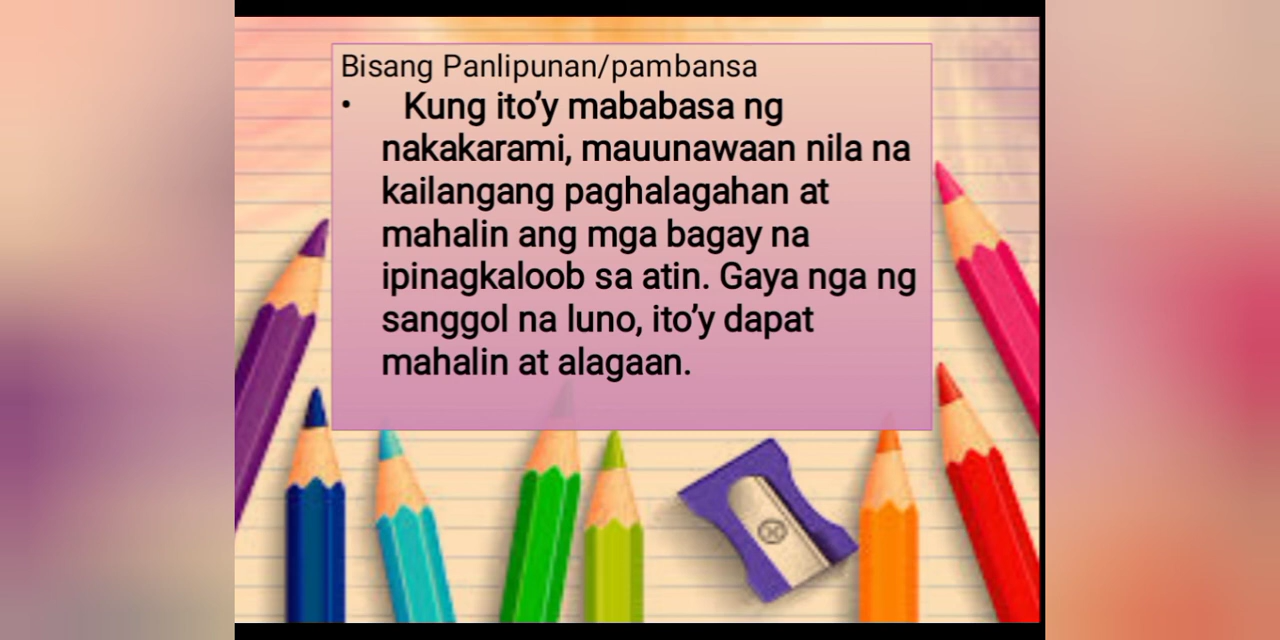 Bisang Panlipunan/pambansa
• Kung ito’y mababasa ng
nakakarami, mauunawaan nila na
kailangang paghalagahan at
mahalin ang mga bagay na
ipinagkaloob sa atin. Gaya nga ng
sanggol na luno, ito’y dapat
mahalin at alagaan.